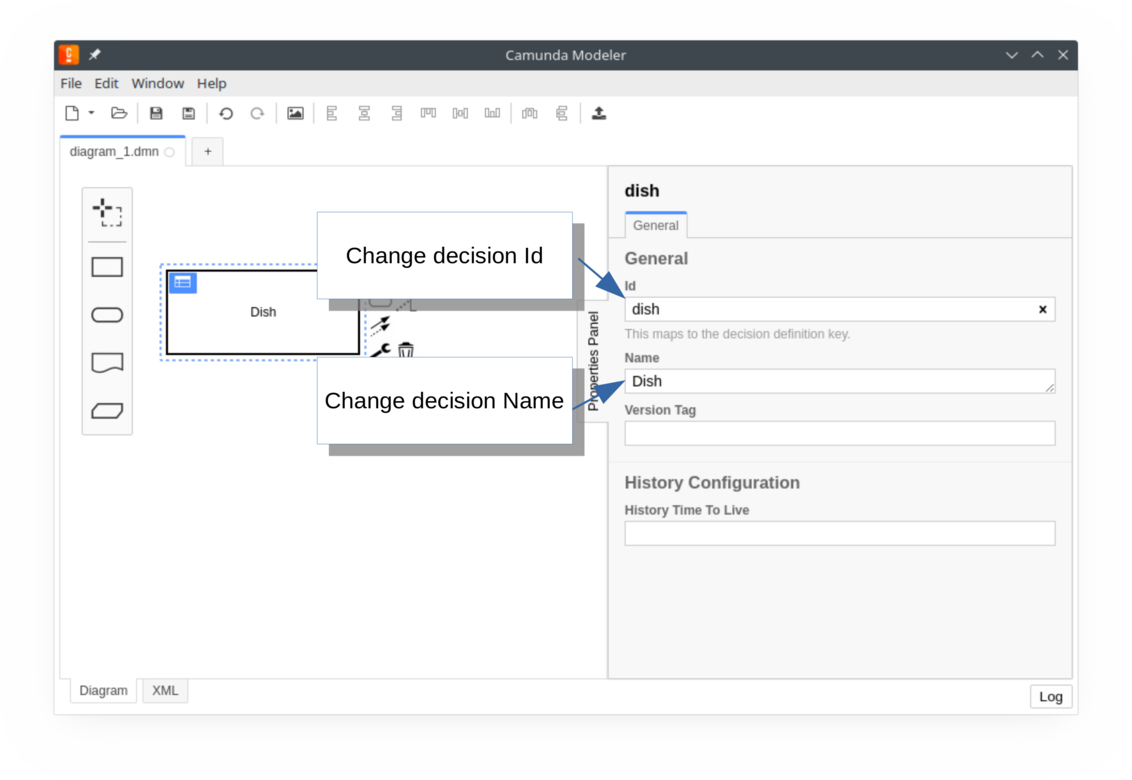 Camunda Modeler
File Edit Window Help
diagram_1.dmn
+
dish
General
General
Id
dish
This maps to the decision definition key.
Name
Dish
Version Tag
History Configuration
History Time To Live
Change decision Id
Dish
Change decision Name
Properties Panel
Diagram XML
Log